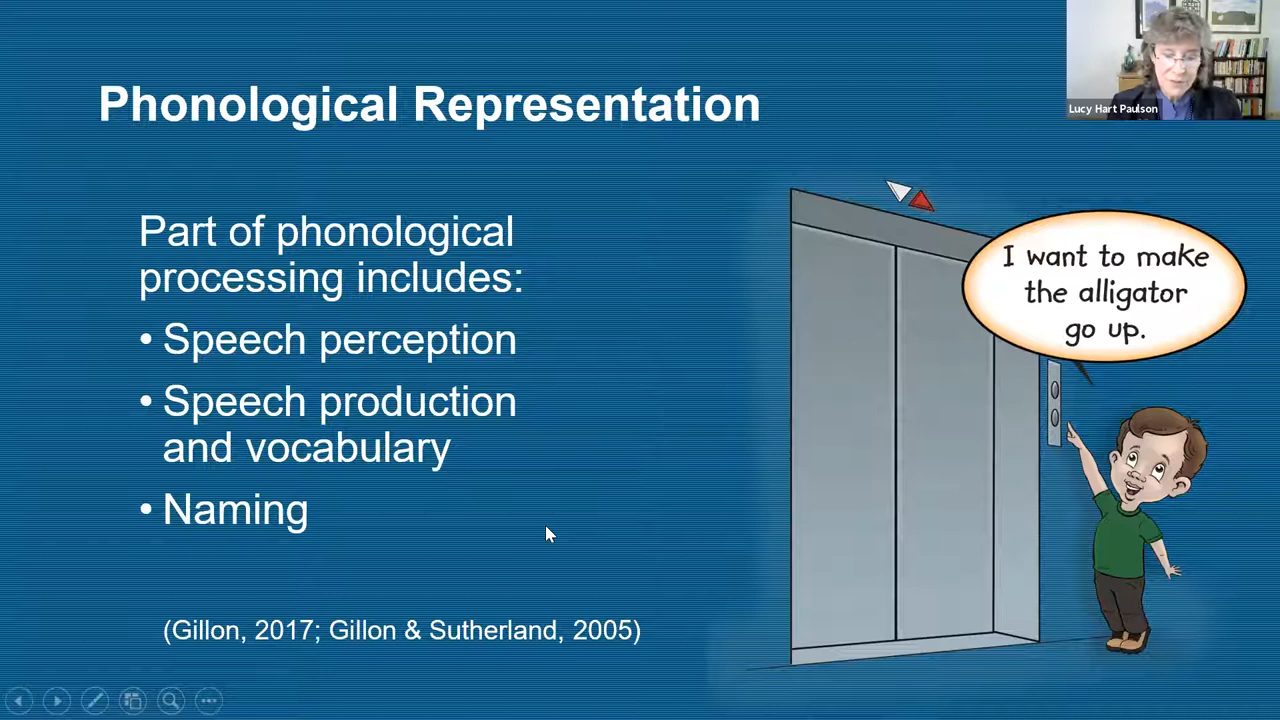 Phonological Representation
Lucy Hart Paulson
Part of phonological
processing includes:
• Speech perception
• Speech production
and vocabulary
• Naming
(Gillon, 2017; Gillon & Sutherland, 2005)
I want to make
the alligator
go up.